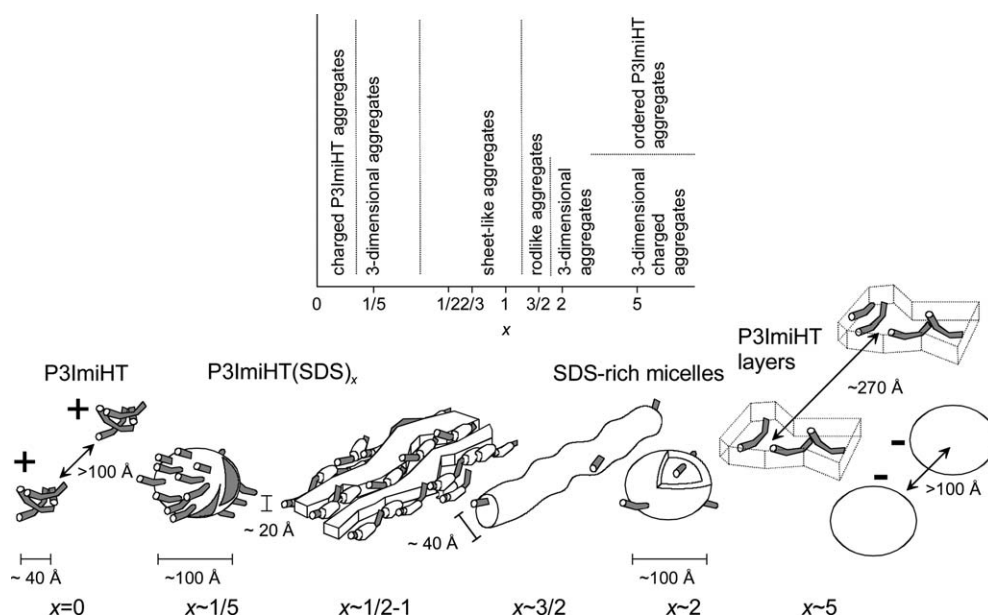 charged P3ImiHT aggregates
3-dimensional aggregates
sheet-like aggregates
rodlike aggregates
3-dimensional
aggregates
ordered P3ImiHT
aggregates
3-dimensional
charged
aggregates
0 1/5 1/2 2/3 1 3/2 2 5
x
P3ImiHT
P3ImiHT(SDS)x
SDS-rich micelles
P3ImiHT
layers
~270 Å
+
+
>100 Å
~ 20 Å
~ 40 Å
-
-
>100 Å
~ 40 Å
~100 Å
~100 Å
x=0 x~1/5 x~1/2-1 x~3/2 x~2 x~5